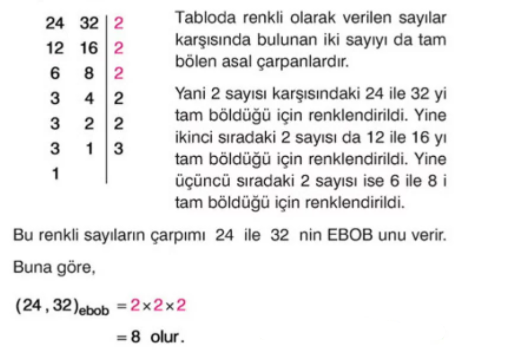 24 32 | 2
12 16 | 2
6 8 | 2
3 4 | 2
3 2 | 2
3 1 | 3
1
Tabloda renkli olarak verilen sayılar
karşısında bulunan iki sayıyı da tam
bölen asal çarpanlardır.
Yani 2 sayısı karşısındaki 24 ile 32 yi
tam böldüğü için renklendirildi. Yine
ikinci sıradaki 2 sayısı da 12 ile 16 yı
tam böldüğü için renklendirildi. Yine
üçüncü sıradaki 2 sayısı ise 6 ile 8 i
tam böldüğü için renklendirildi.
Bu renkli sayıların çarpımı 24 ile 32 nin EBOB unu verir.
Buna göre,
(24 , 32)ebob = 2×2×2
= 8 olur.